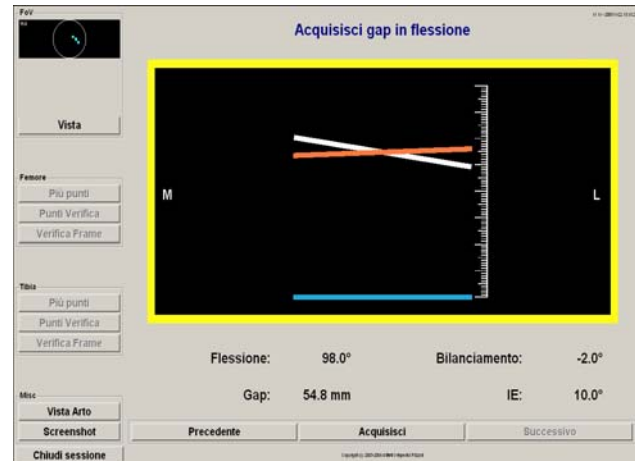 FoV
Acquisisci gap in flessione
Vista
Femore
Più punti
Punti Verifica
Verifica Frame
M
L
Tibia
Più punti
Punti Verifica
Verifica Frame
Flessione: 98.0° Bilanciamento: -2.0°
Gap: 54.8 mm IE: 10.0°
Misc
Vista Arto
Screenshot
Chiudi sessione
Precedente
Acquisisci
Successivo